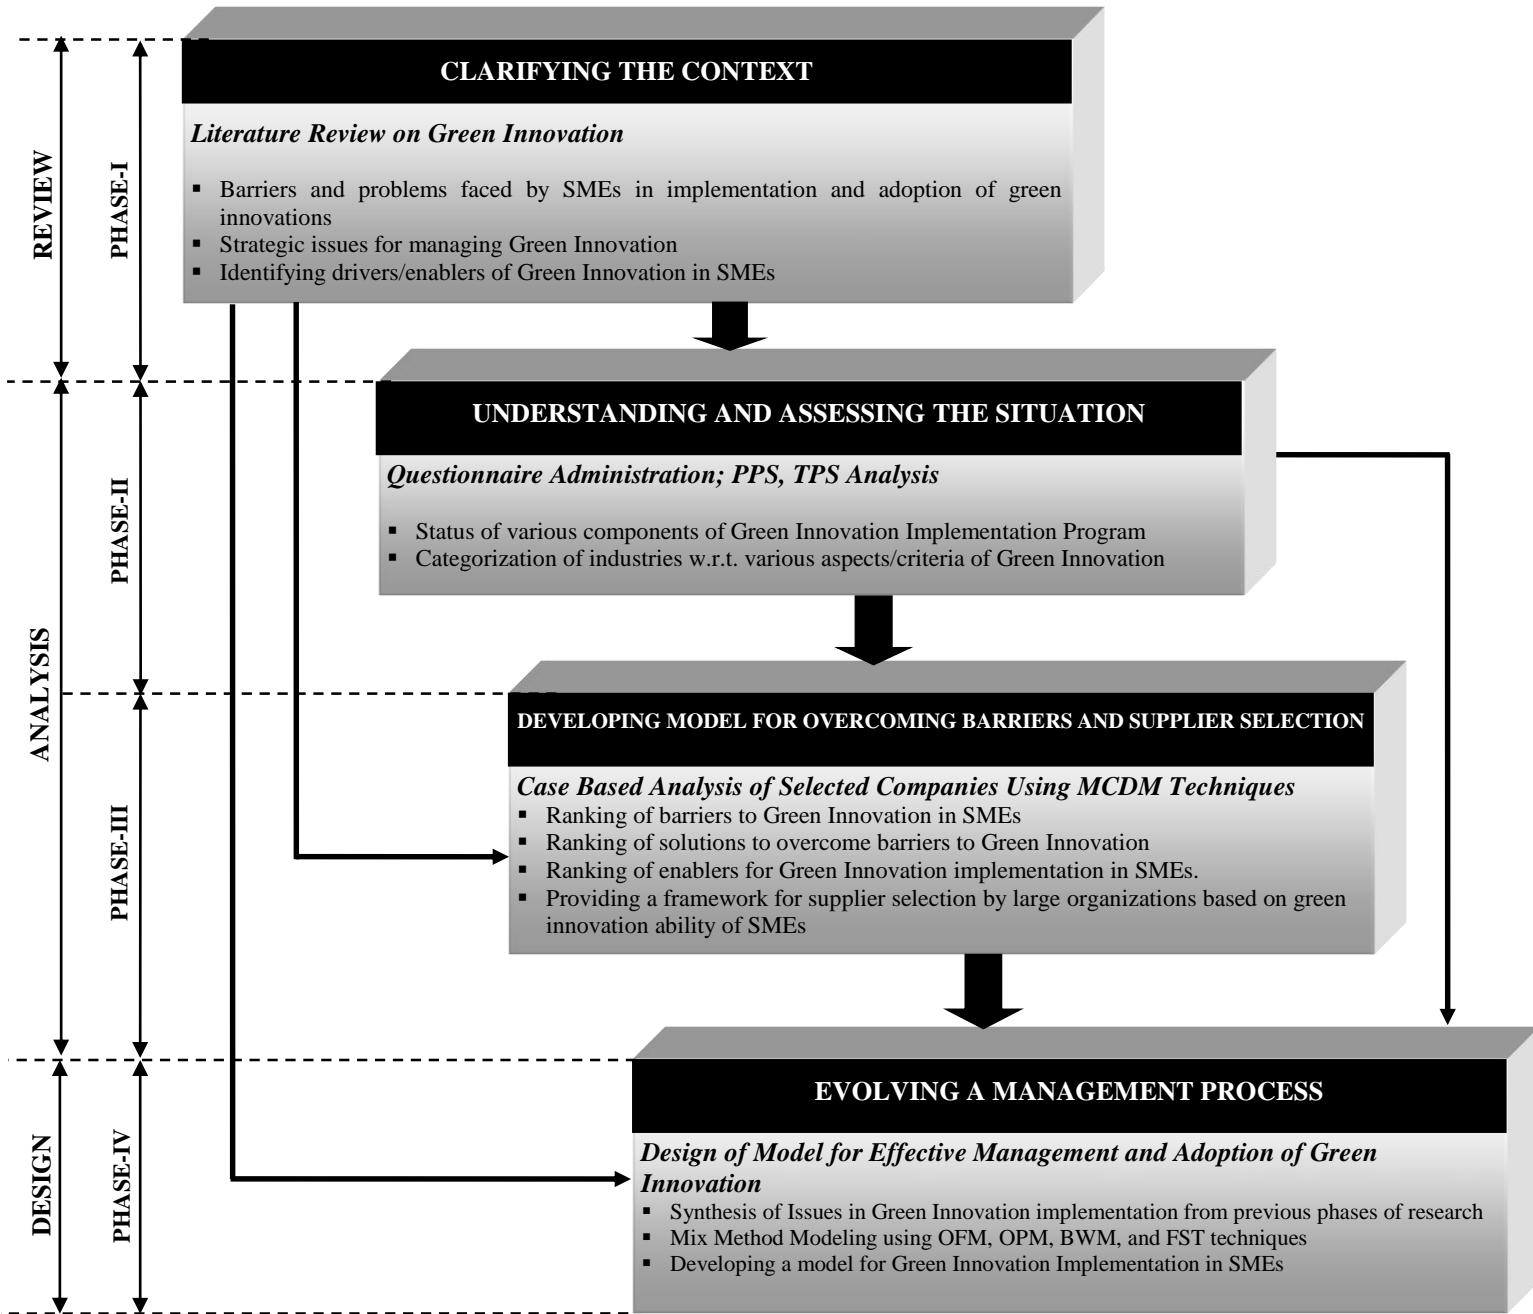 REVIEW
PHASE-I
CLARIFYING THE CONTEXT
Literature Review on Green Innovation
▪ Barriers and problems faced by SMEs in implementation and adoption of green
innovations
▪ Strategic issues for managing Green Innovation
▪ Identifying drivers/enablers of Green Innovation in SMEs
ANALYSIS
PHASE-II
UNDERSTANDING AND ASSESSING THE SITUATION
Questionnaire Administration; PPS, TPS Analysis
▪ Status of various components of Green Innovation Implementation Program
▪ Categorization of industries w.r.t. various aspects/criteria of Green Innovation
PHASE-III
DEVELOPING MODEL FOR OVERCOMING BARRIERS AND SUPPLIER SELECTION
Case Based Analysis of Selected Companies Using MCDM Techniques
▪ Ranking of barriers to Green Innovation in SMEs
▪ Ranking of solutions to overcome barriers to Green Innovation
▪ Ranking of enablers for Green Innovation implementation in SMEs.
▪ Providing a framework for supplier selection by large organizations based on green
innovation ability of SMEs
DESIGN
PHASE-IV
EVOLVING A MANAGEMENT PROCESS
Design of Model for Effective Management and Adoption of Green
Innovation
▪ Synthesis of Issues in Green Innovation implementation from previous phases of research
▪ Mix Method Modeling using OFM, OPM, BWM, and FST techniques
▪ Developing a model for Green Innovation Implementation in SMEs